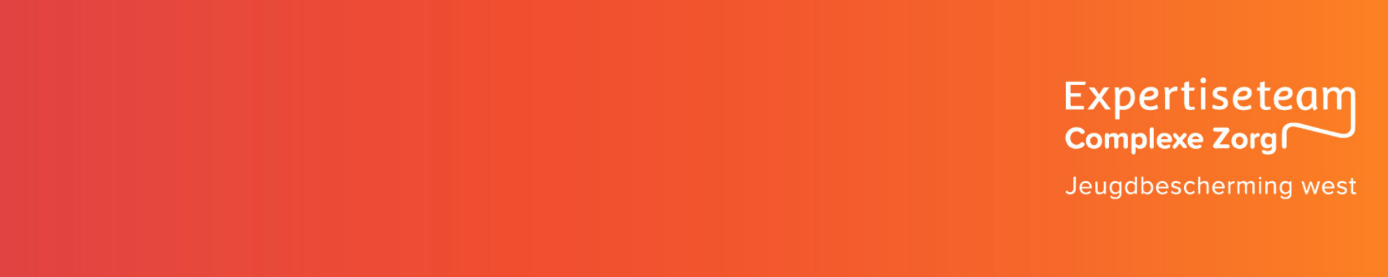 Expertiseteam
Complexe Zorg
Jeugdbescherming west